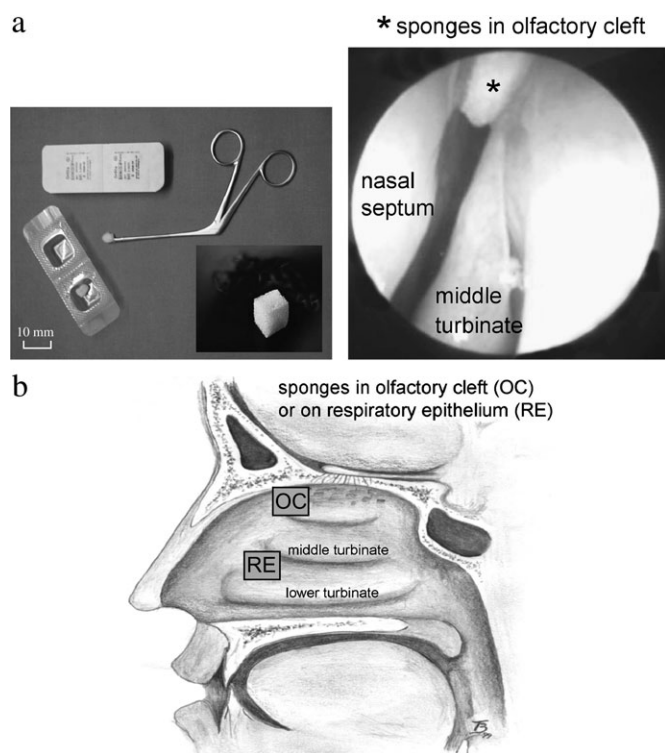 a
* sponges in olfactory cleft
*
nasal
septum
middle
turbinate
10 mm
b
sponges in olfactory cleft (OC)
or on respiratory epithelium (RE)
OC
middle turbinate
RE
lower turbinate